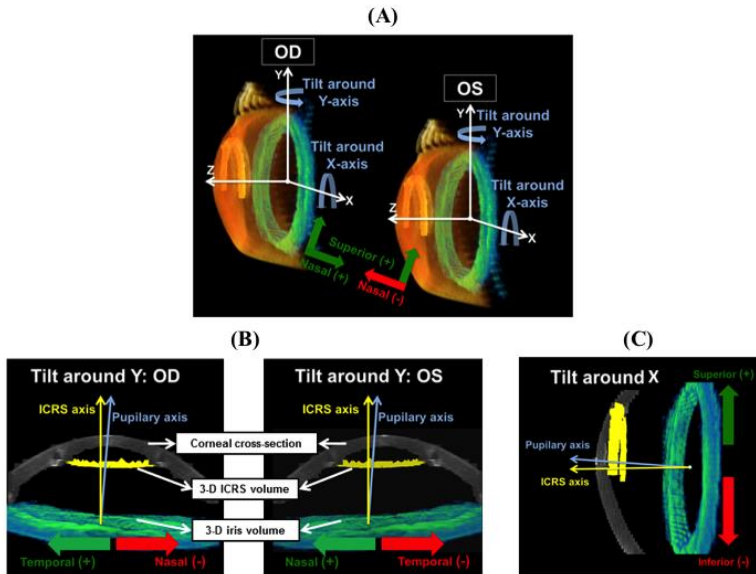 (A)
OD
Y
Tilt around
Y-axis
Tilt around
X-axis
Z
X
Superior (+)
Nasal (+)
OS
Y
Tilt around
Y-axis
Tilt around
X-axis
Z
X
Nasal (-)
(B)
Tilt around Y: OD
ICRS axis
Pupilary axis
Tilt around Y: OS
ICRS axis
Pupilary axis
Corneal cross-section
3-D ICRS volume
3-D iris volume
Temporal (+)
Nasal (-)
Nasal (+)
Temporal (-)
(C)
Tilt around X
Superior (+)
Pupilary axis
ICRS axis
Inferior (-)